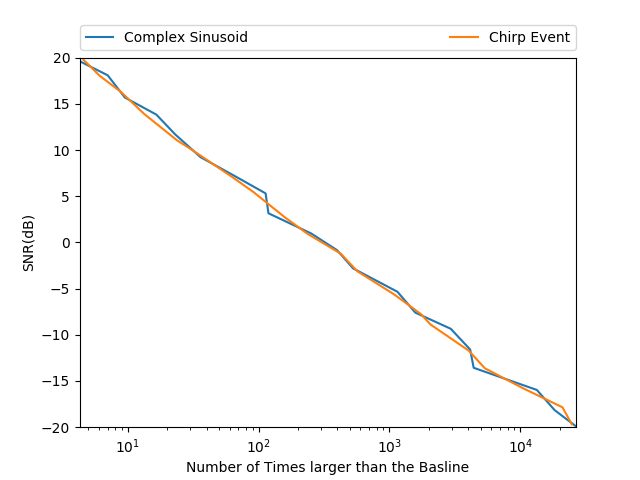 Complex Sinusoid Chirp Event
20
15
10
5
0
−5
−10
−15
−20
SNR(dB)
10¹ 10² 10³ 10⁴
Number of Times larger than the Basline